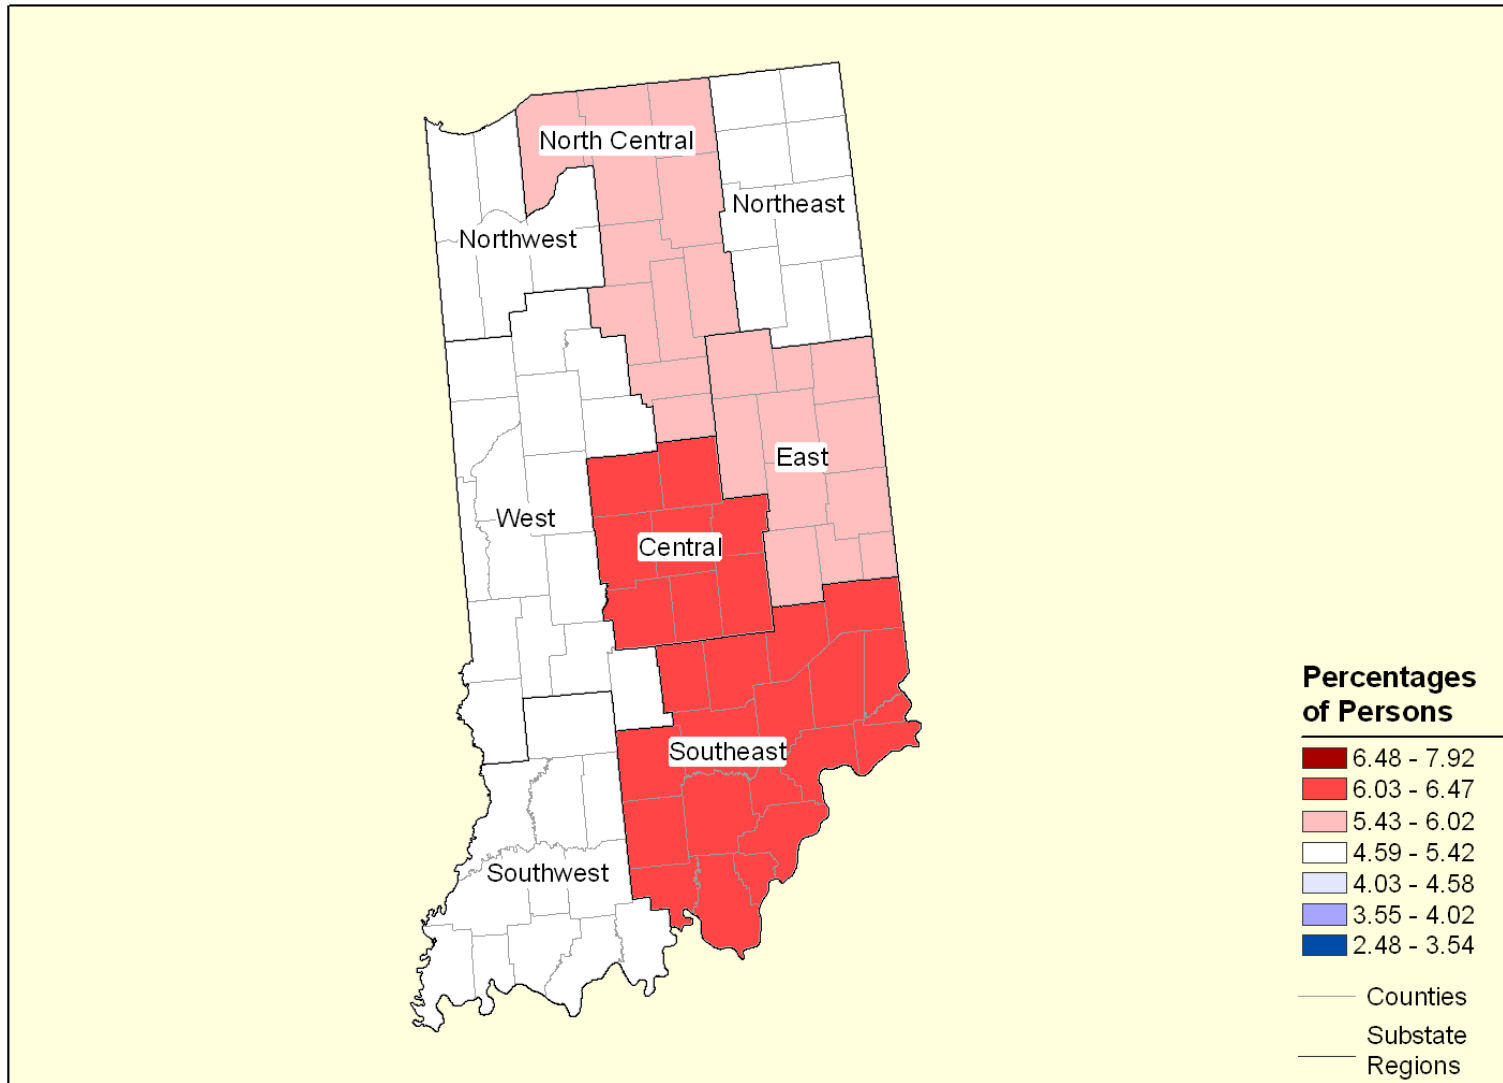 North Central
Northeast
Northwest
East
West
Central
Southeast
Southwest
Percentages
of Persons
6.48 - 7.92
6.03 - 6.47
5.43 - 6.02
4.59 - 5.42
4.03 - 4.58
3.55 - 4.02
2.48 - 3.54
Counties
Substate
Regions